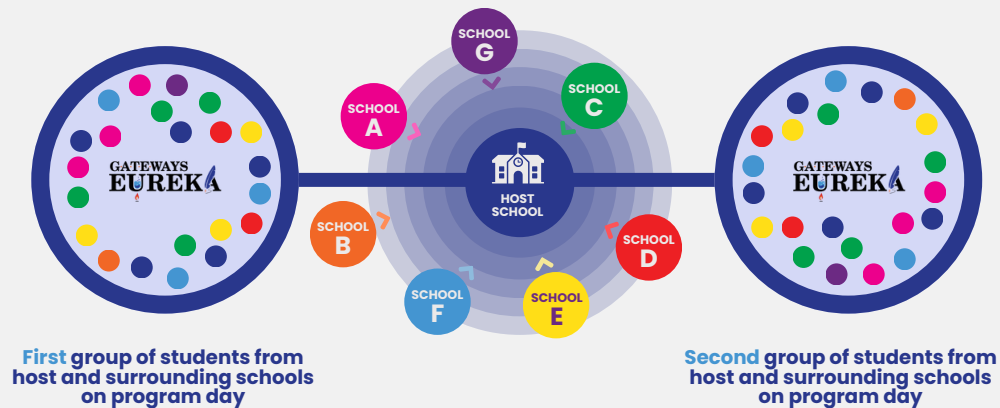 GATEWAYS
EUREKA
First group of students from
host and surrounding schools
on program day
SCHOOL
G
SCHOOL
C
SCHOOL
A
HOST
SCHOOL
SCHOOL
B
SCHOOL
D
SCHOOL
F
SCHOOL
E
GATEWAYS
EUREKA
Second group of students from
host and surrounding schools
on program day